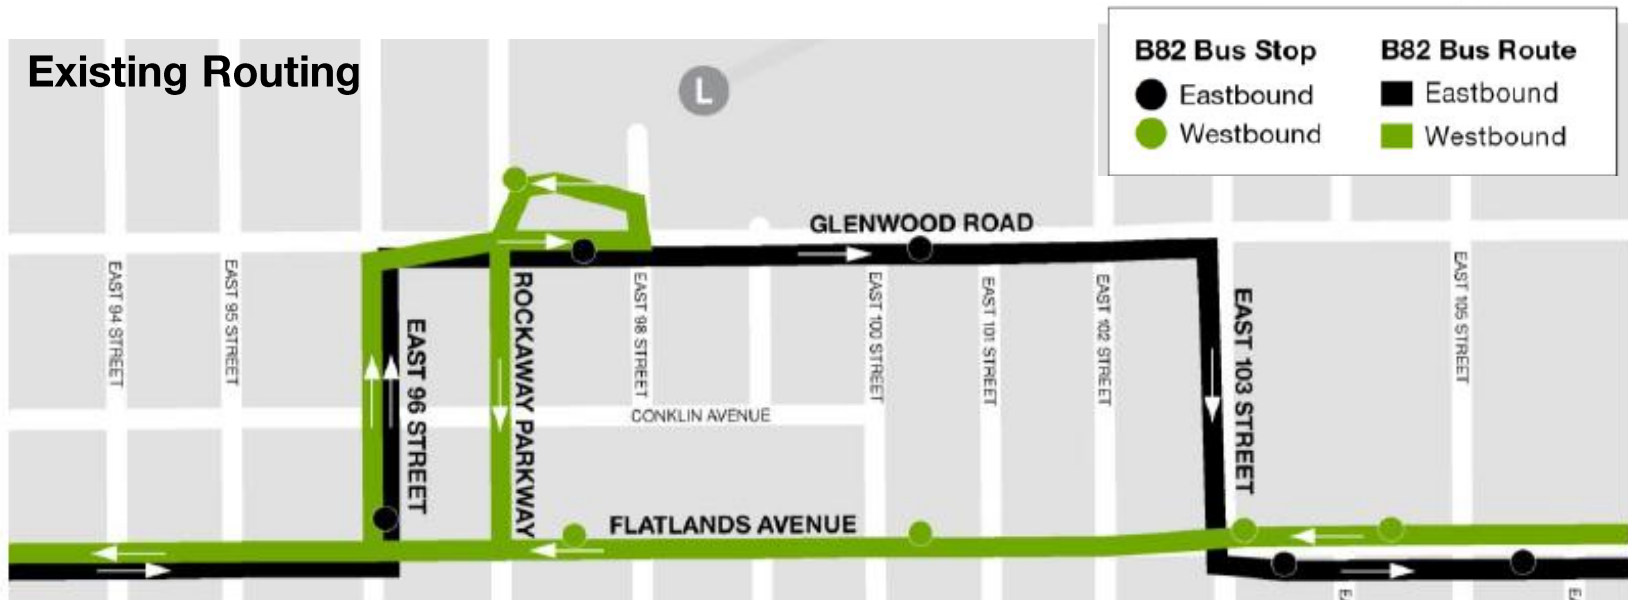 Existing Routing
L
B82 Bus Stop
Eastbound
Westbound
B82 Bus Route
Eastbound
Westbound
GLENWOOD ROAD
EAST 94 STREET
EAST 95 STREET
EAST 96 STREET
ROCKAWAY PARKWAY
EAST 98 STREET
EAST 100 STREET
EAST 101 STREET
EAST 102 STREET
EAST 103 STREET
EAST 105 STREET
CONKLIN AVENUE
FLATLANDS AVENUE